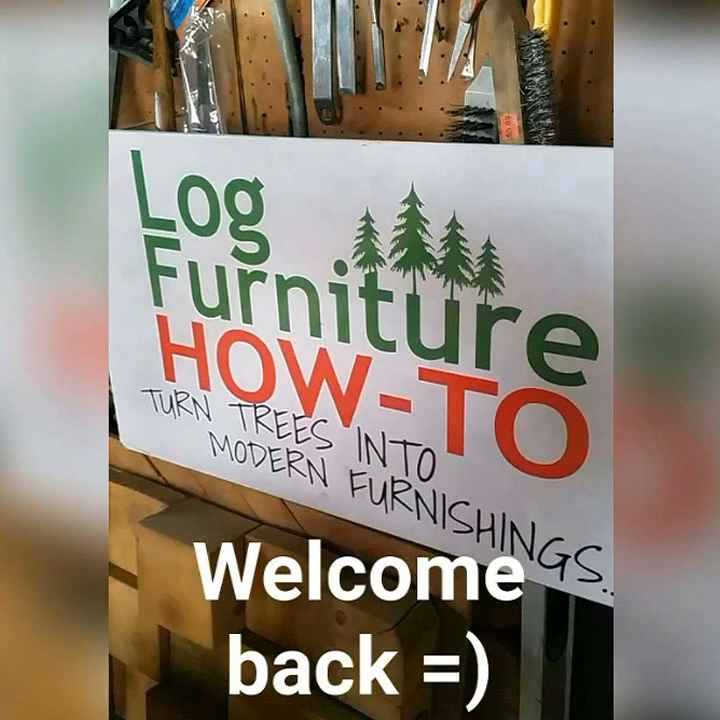 Log
Furniture
HOW-TO
TURN TREES INTO
MODERN FURNISHINGS..
Welcome
back =)